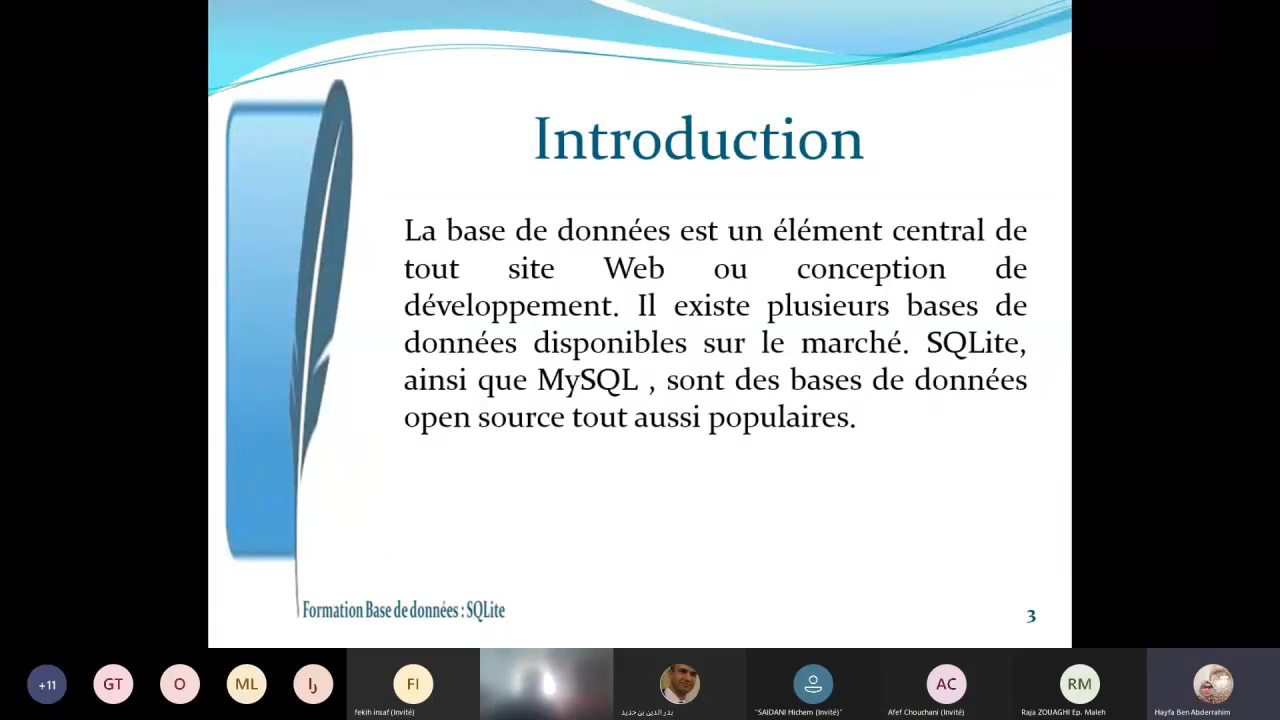 Introduction
La base de données est un élément central de
tout site Web ou conception de
développement. Il existe plusieurs bases de
données disponibles sur le marché. SQLite,
ainsi que MySQL , sont des bases de données
open source tout aussi populaires.
Formation Base de données : SQLite
3
+11
GT
O
ML
را
FI
AC
RM
fekih insaf (Invité)
بدر الدين بن حديد
"SAIDANI Hichem (Invité)"
Afef Chouchani (Invité)
Raja ZOUAGHI Ep. Maleh
Hayfa Ben Abderrahim